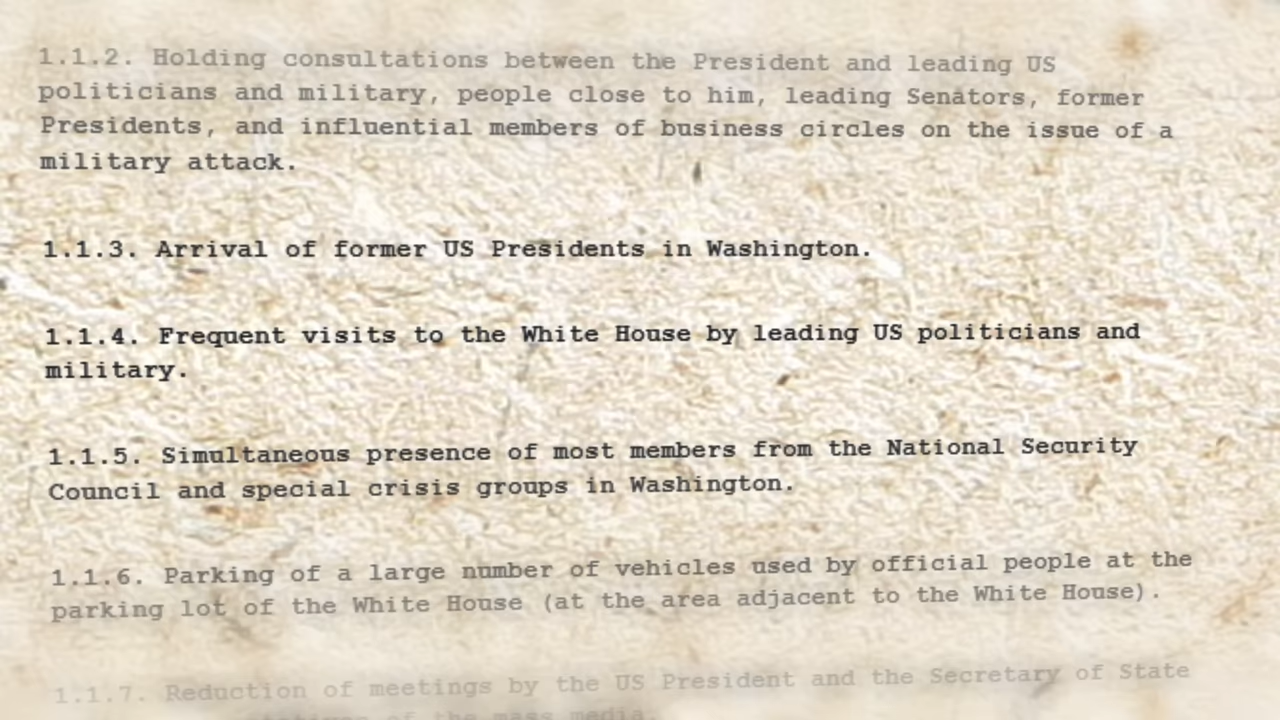 1.1.2. Holding consultations between the President and leading US
politicians and military, people close to him, leading Senators, former
Presidents, and influential members of business circles on the issue of a
military attack.
1.1.3. Arrival of former US Presidents in Washington.
1.1.4. Frequent visits to the White House by leading US politicians and
military.
1.1.5. Simultaneous presence of most members from the National Security
Council and special crisis groups in Washington.
1.1.6. Parking of a large number of vehicles used by official people at the
parking lot of the White House (at the area adjacent to the White House).
1.1.7. Reduction of meetings by the US President and the Secretary of State
of the mass media.